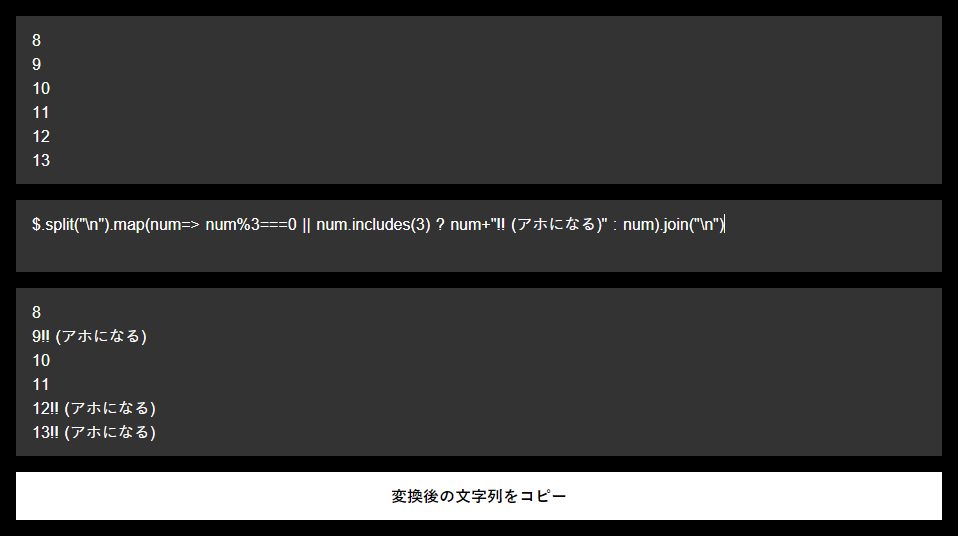 8
9
10
11
12
13
$.split("\n").map(num=> num%3===0 || num.includes(3) ? num+"!! (アホになる)" : num).join("\n")
8
9!! (アホになる)
10
11
12!! (アホになる)
13!! (アホになる)
変換後の文字列をコピー